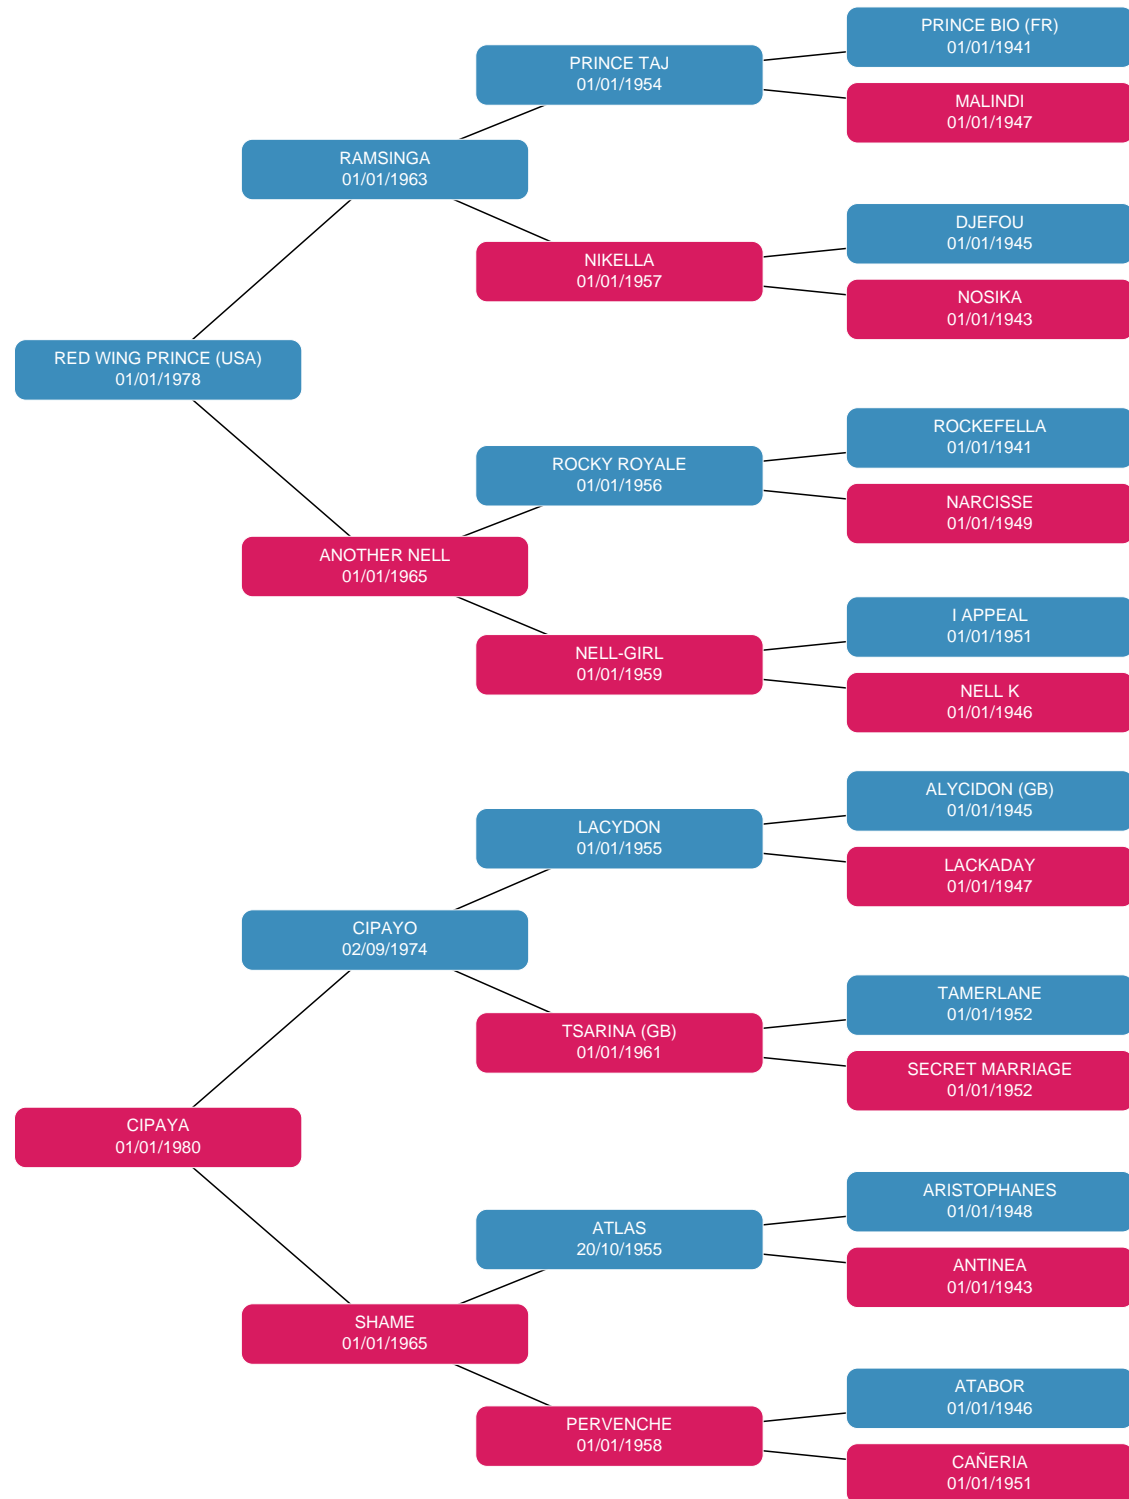 PRINCE BIO (FR)
01/01/1941
PRINCE TAJ
01/01/1954
MALINDI
01/01/1947
RAMSINGA
01/01/1963
DJEFOU
01/01/1945
NIKELLA
01/01/1957
NOSIKA
01/01/1943
RED WING PRINCE (USA)
01/01/1978
ROCKEFELLA
01/01/1941
ROCKY ROYALE
01/01/1956
NARCISSE
01/01/1949
ANOTHER NELL
01/01/1965
I APPEAL
01/01/1951
NELL-GIRL
01/01/1959
NELL K
01/01/1946
ALYCIDON (GB)
01/01/1945
LACYDON
01/01/1955
LACKADAY
01/01/1947
CIPAYO
02/09/1974
TAMERLANE
01/01/1952
TSARINA (GB)
01/01/1961
SECRET MARRIAGE
01/01/1952
CIPAYA
01/01/1980
ARISTOPHANES
01/01/1948
ATLAS
20/10/1955
ANTINEA
01/01/1943
SHAME
01/01/1965
ATABOR
01/01/1946
PERVENCHE
01/01/1958
CAÑERIA
01/01/1951